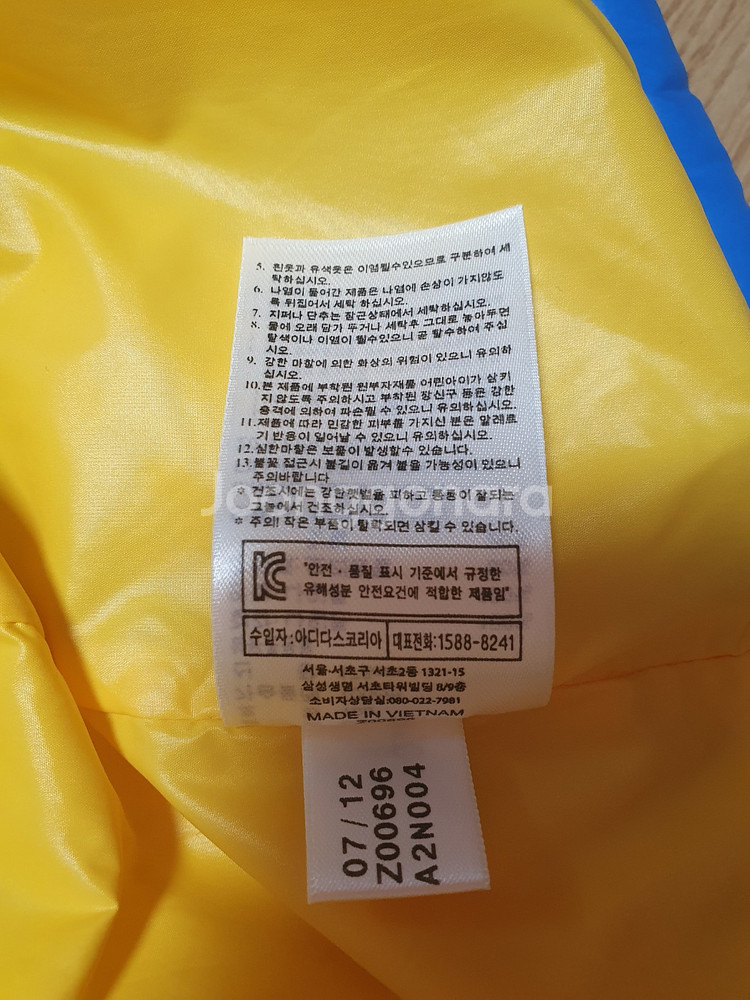 5. 흰옷과 유색옷은 이염될수있으므로 구분하여 세
탁하십시오.
6. 나염이 들어간 제품은 나염에 손상이 가지않도
록 뒤집어서 세탁 하십시오.
7. 지퍼나 단추는 잠근상태에서 세탁하십시오.
8. 물에 오래 담가 두거나 세탁후 그대로 놓아두면
탈색이나 이염이 될수있으니 곧 탈수하여 주십
시오.
9. 강한 마찰에 의한 화상의 위험이 있으니 유의하
십시오.
10.본 제품에 부착된 원부자재를 어린아이가 삼키
지 않도록 주의하시고 부착된 장신구 등은 강한
충격에 의하여 파손될 수 있으니 유의하십시오.
11.제품에 따라 민감한 피부를 가지신 분은 알레르
기 반응이 일어날 수 있으니 유의하십시오.
12.심한마찰은 보풀이 발생할수 있습니다.
13.불꽃 접근시 불길이 옮겨 붙을 가능성이 있으니
주의바랍니다
* 건조시에는 강한햇볕을 피하고 통풍이 잘되는
그늘에서 건조하십시오.
* 주의! 작은 부품이 탈락되면 삼킬 수 있습니다.
Joongonara
"안전·품질 표시 기준에서 규정한
유해성분 안전요건에 적합한 제품임"
수입자:아디다스코리아 대표전화:1588-8241
서울.서초구 서초2동 1321-15
삼성생명 서초타워빌딩 8/9층
소비자상담실:080-022-7981
MADE IN VIETNAM
07/12
Z00696
A2N004